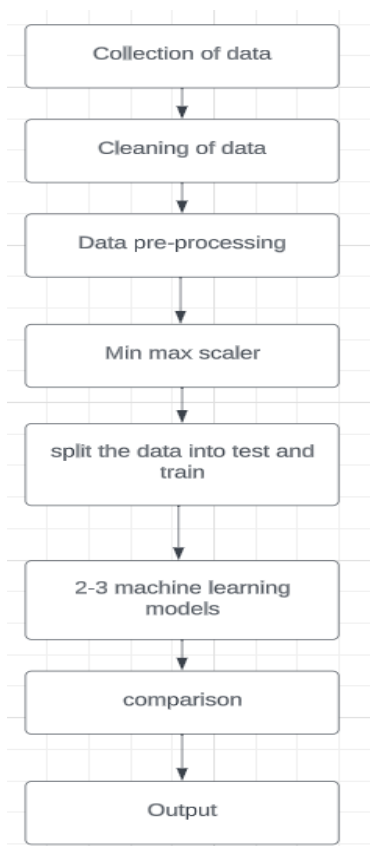 Collection of data
Cleaning of data
Data pre-processing
Min max scaler
split the data into test and
train
2-3 machine learning
models
comparison
Output